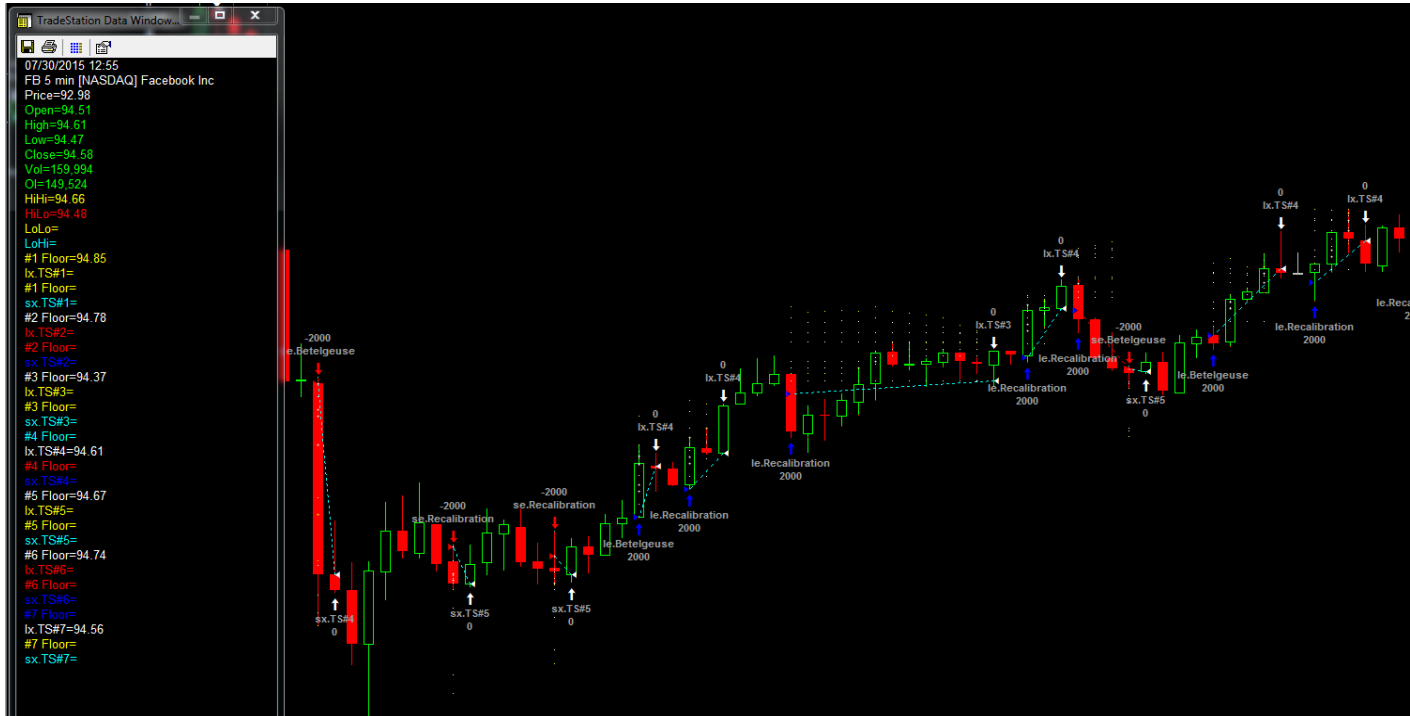 TradeStation Data Window...
07/30/2015 12:55
FB 5 min [NASDAQ] Facebook Inc
Price=92.98
Open=94.51
High=94.61
Low=94.47
Close=94.58
Vol=159,994
OI=149,524
HiHi=94.66
HiLo=94.48
LoLo=
LoHi=
#1 Floor=94.85
lx.TS#1=
#1 Floor=
sx.TS#1=
#2 Floor=94.78
lx.TS#2=
#2 Floor=
sx.TS#2=
#3 Floor=94.37
lx.TS#3=
#3 Floor=
sx.TS#3=
#4 Floor=
lx.TS#4=94.61
#4 Floor=
sx.TS#4=
#5 Floor=94.67
lx.TS#5=
#5 Floor=
sx.TS#5=
#6 Floor=94.74
lx.TS#6=
#6 Floor=
sx.TS#6=
#7 Floor=
lx.TS#7=94.56
#7 Floor=
sx.TS#7=
-2000
e.Betelgeuse
sx.TS#4
0
-2000
se.Recalibration
sx.TS#5
0
-2000
se.Recalibration
sx.TS#5
0
0
lx.TS#4
le.Betelgeuse
2000
0
lx.TS#4
le.Recalibration
2000
le.Recalibration
2000
0
lx.TS#3
le.Recalibration
2000
0
lx.TS#4
le.Recalibration
2000
-2000
se.Betelgeuse
sx.TS#5
0
le.Betelgeuse
2000
0
lx.TS#4
le.Recalibration
2000
0
lx.TS#4
le.Reca
2